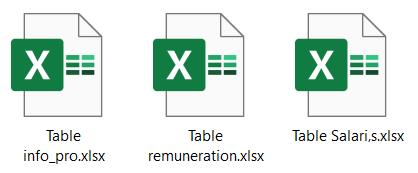 X
X
X
Table
info_pro.xlsx
Table
remuneration.xlsx
Table Salari,s.xlsx